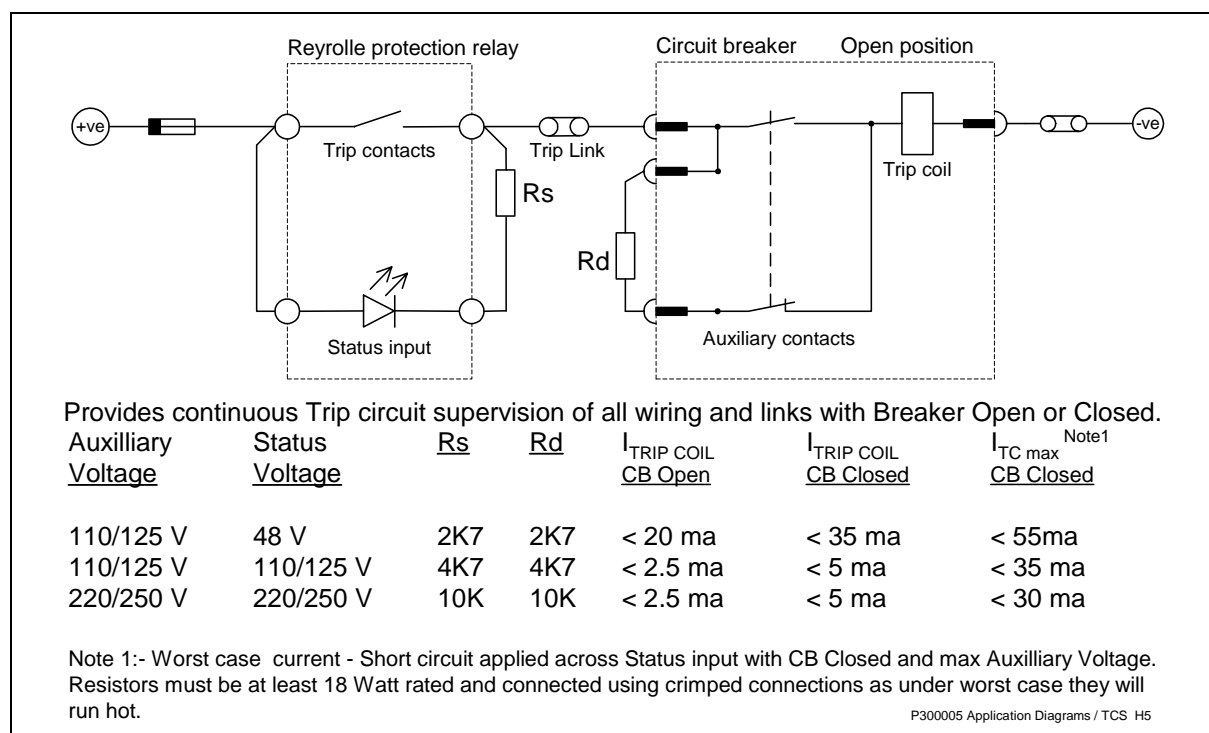 Reyrolle protection relay
Circuit breaker
Open position
+ve
-ve
Trip contacts
Trip Link
Trip coil
Rs
Rd
Status input
Auxiliary contacts
Provides continuous Trip circuit supervision of all wiring and links with Breaker Open or Closed.
Auxilliary Status Rs Rd I TRIP COIL I TRIP COIL I TC max Note1
Voltage Voltage CB Open CB Closed CB Closed
110/125 V 48 V 2K7 2K7 < 20 ma < 35 ma < 55ma
110/125 V 110/125 V 4K7 4K7 < 2.5 ma < 5 ma < 35 ma
220/250 V 220/250 V 10K 10K < 2.5 ma < 5 ma < 30 ma
Note 1:- Worst case current - Short circuit applied across Status input with CB Closed and max Auxilliary Voltage.
Resistors must be at least 18 Watt rated and connected using crimped connections as under worst case they will
run hot.
P300005 Application Diagrams / TCS H5